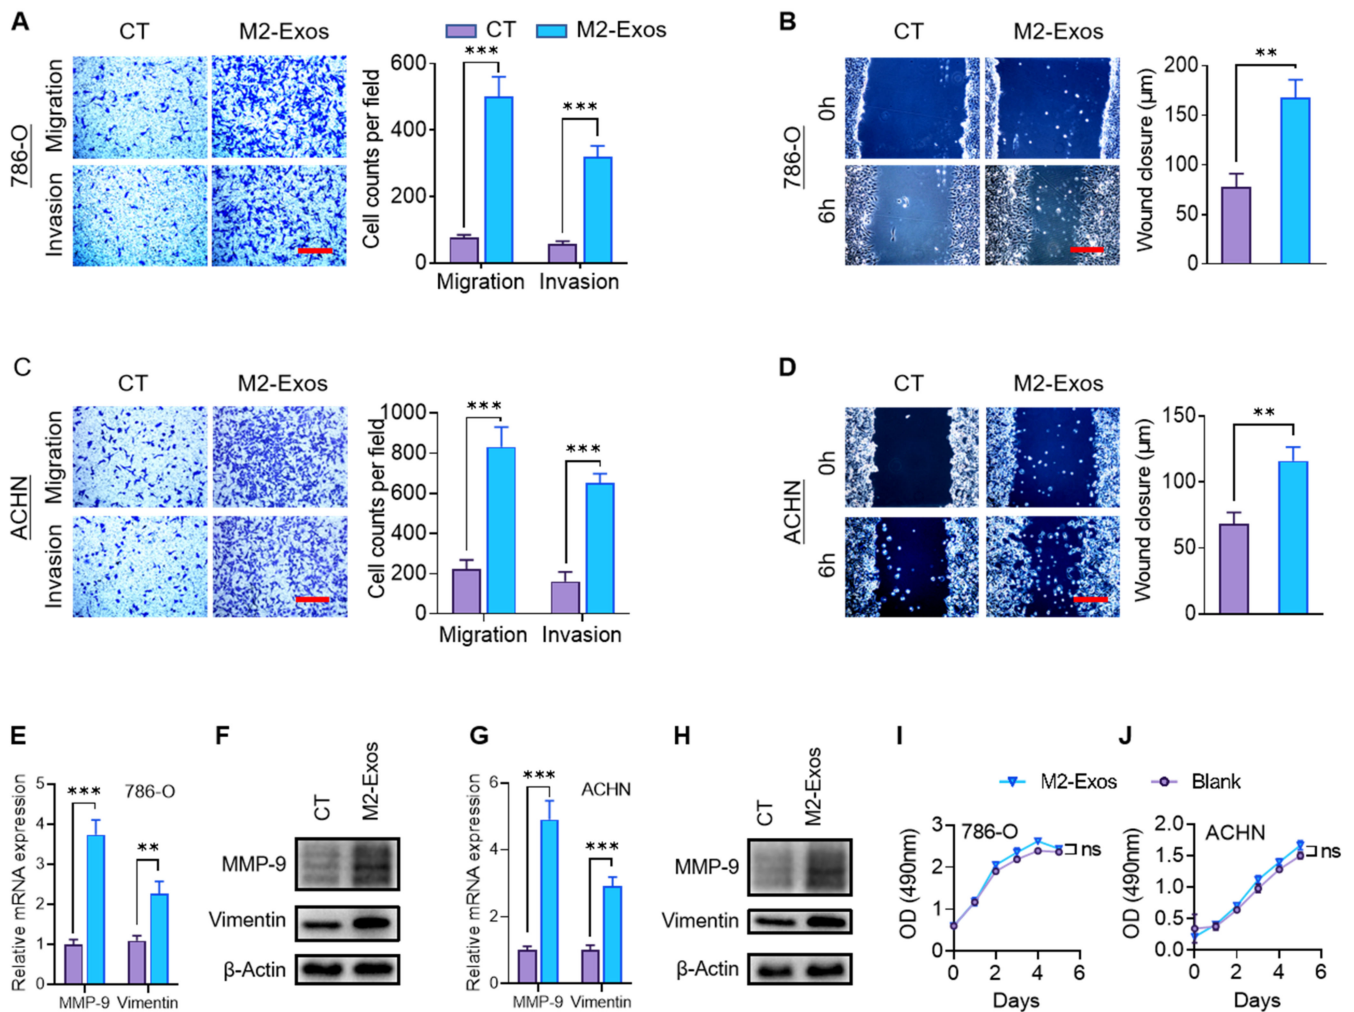 A
CT
M2-Exos
CT
M2-Exos
786-O
Migration
Invasion
Cell counts per field
600
400
200
0
***
***
Migration
Invasion
B
CT
M2-Exos
786-O
0h
6h
Wound dosure (μm)
200
150
100
50
0
**
C
CT
M2-Exos
ACHN
Migration
Invasion
Cell counts per field
1000
800
600
400
200
0
***
***
Migration
Invasion
D
CT
M2-Exos
ACHN
0h
6h
Wound dosure (μm)
150
100
50
0
**
E
786-O
Relative mRNA expression
5
4
3
2
1
0
***
**
MMP-9
Vimentin
F
CT
M2-Exos
MMP-9
Vimentin
β-Actin
G
ACHN
Relative mRNA expression
6
4
2
0
***
***
MMP-9
Vimentin
H
CT
M2-Exos
MMP-9
Vimentin
β-Actin
I
J
M2-Exos
Blank
786-O
OD (490nm)
3
2
1
0
ns
0
2
4
6
Days
ACHN
OD (490nm)
2.0
1.5
1.0
0.5
0.0
ns
0
2
4
6
Days